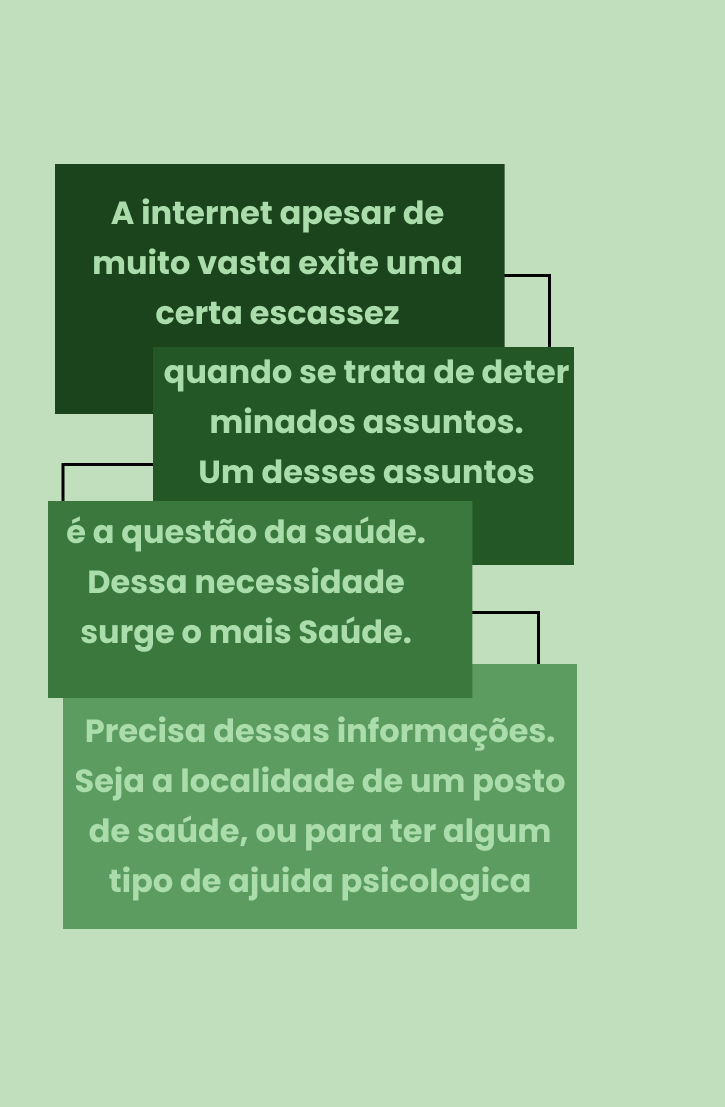 A internet apesar de
muito vasta exite uma
certa escassez
quando se trata de deter
minados assuntos.
Um desses assuntos
é a questão da saúde.
Dessa necessidade
surge o mais Saúde.
Precisa dessas informações.
Seja a localidade de um posto
de saúde, ou para ter algum
tipo de ajuida psicologica